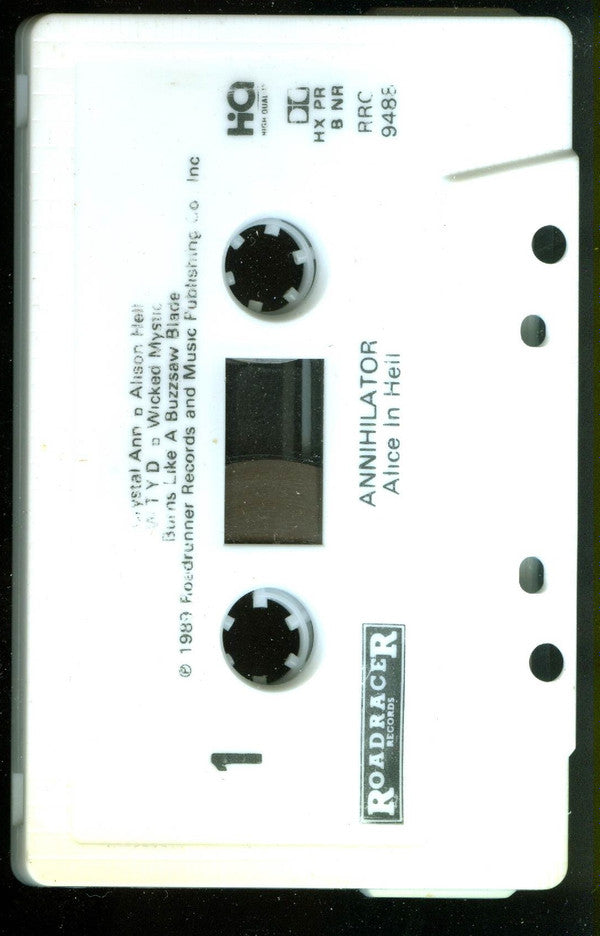 Crystal Ann ¤ Alison Hell
W T Y D ¤ Wicked Mystic
Burns Like A Buzzsaw Blade
℗ 1989 Roadrunner Records and Music Publishing Co. Inc
1
HQ
HIGH QUALITY
HX PR
B NR
RRC
9488
ANNIHILATOR
Alice In Hell
ROADRACER
RECORDS